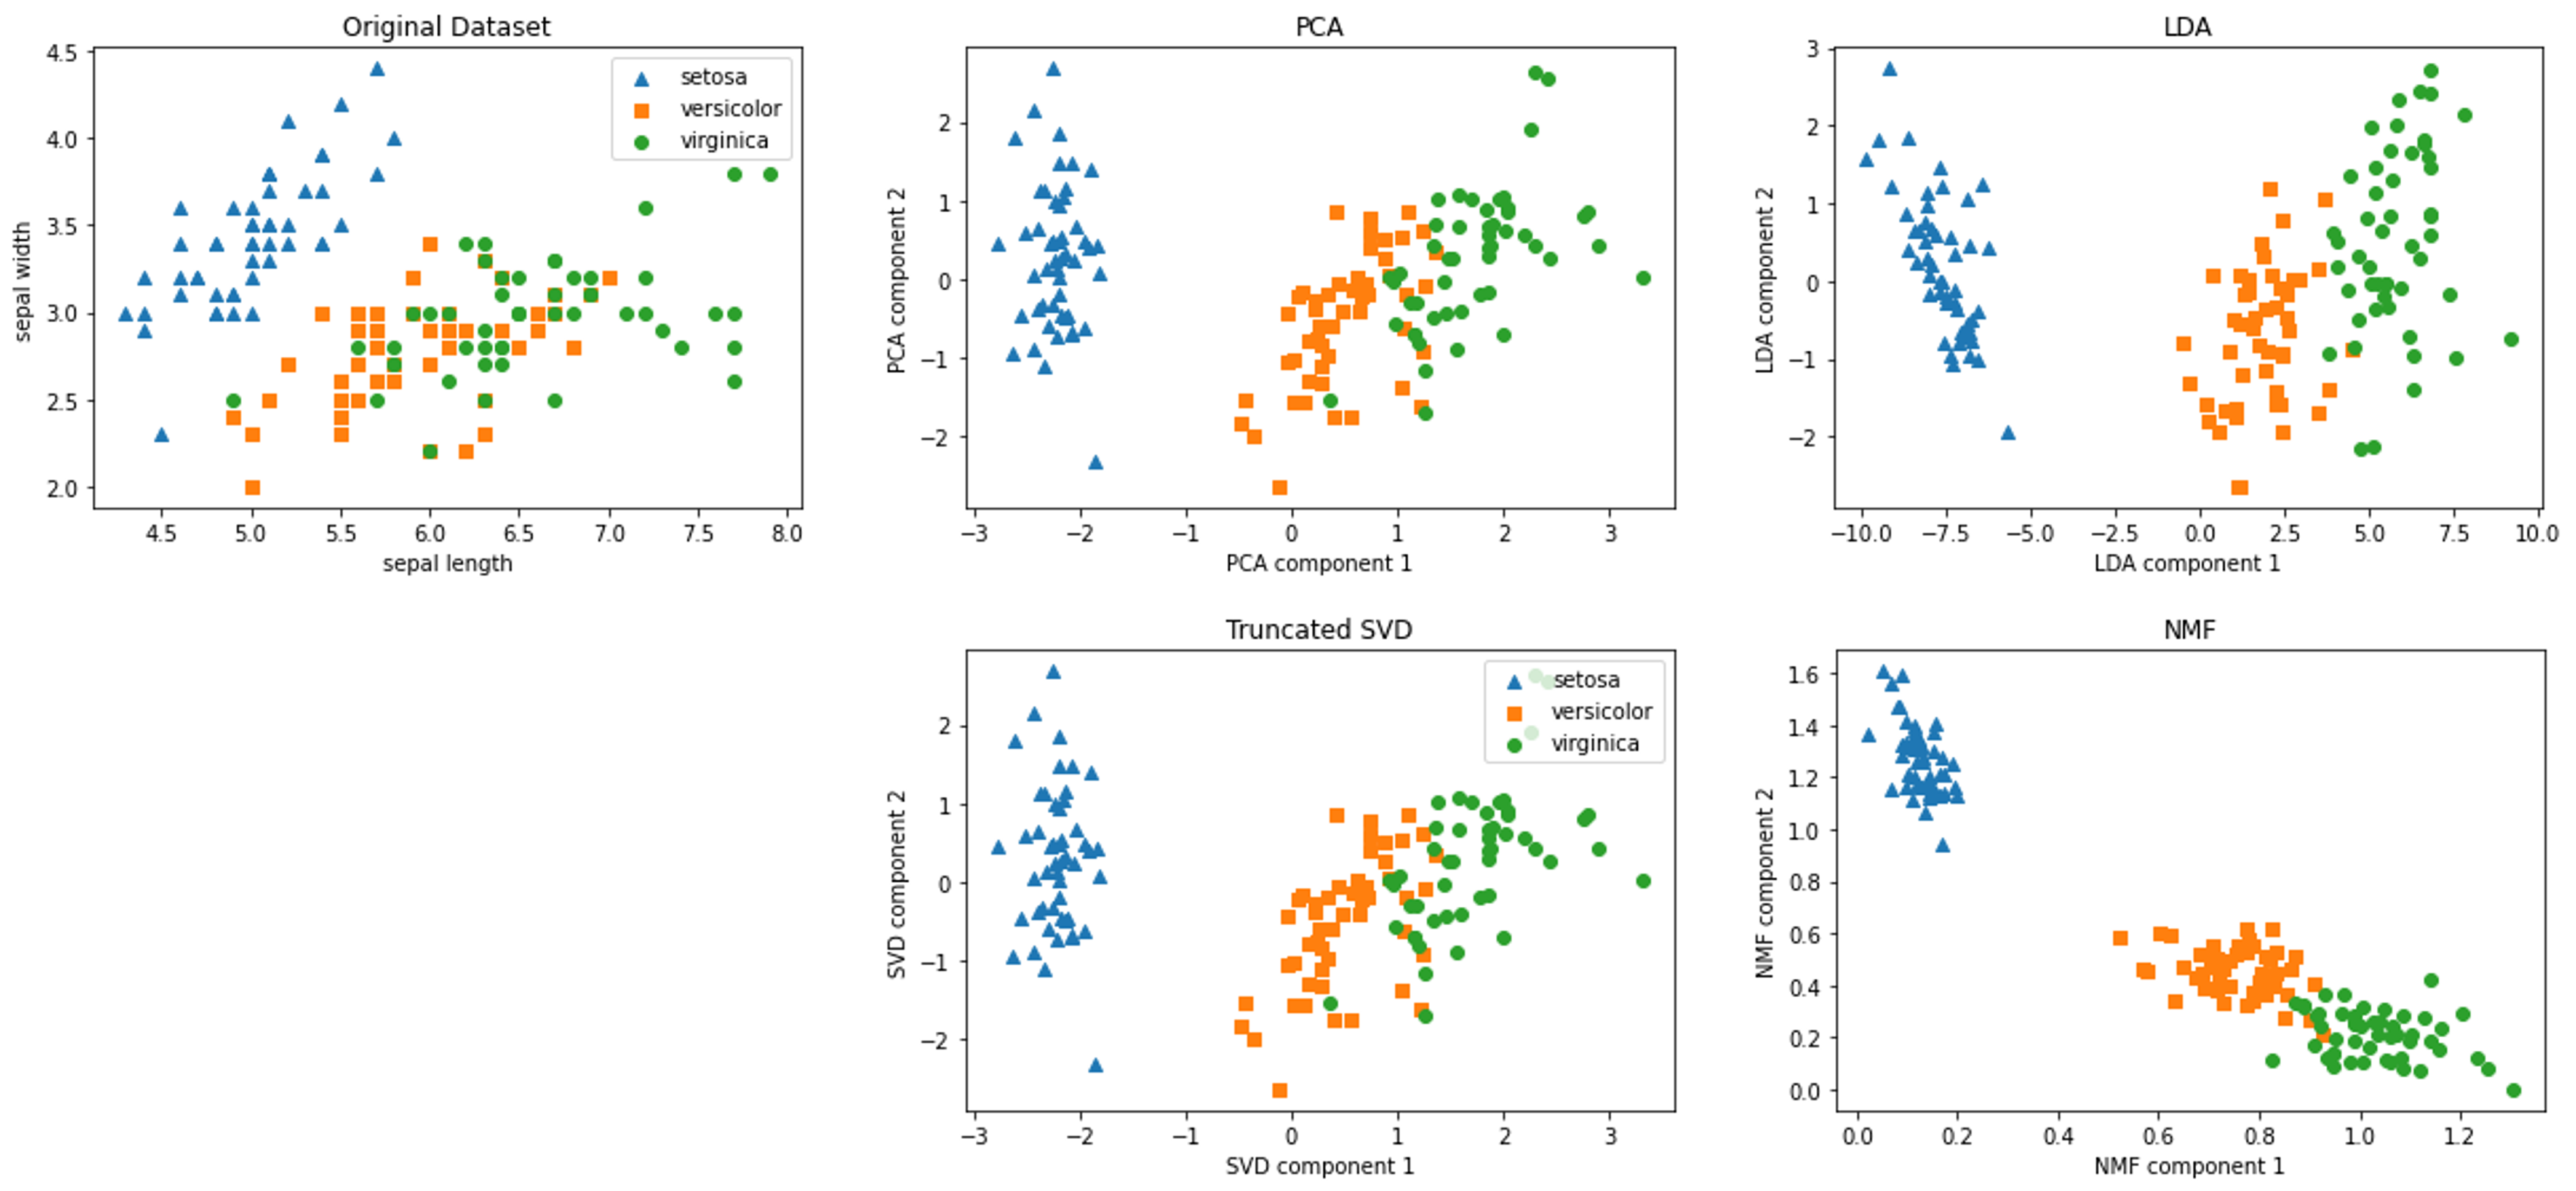 Original Dataset
4.5
4.0
3.5
3.0
2.5
2.0
sepal width
setosa
versicolor
virginica
4.5 5.0 5.5 6.0 6.5 7.0 7.5 8.0
sepal length
PCA
2
1
0
−1
−2
PCA component 2
−3 −2 −1 0 1 2 3
PCA component 1
LDA
3
2
1
0
−1
−2
LDA component 2
−10.0 −7.5 −5.0 −2.5 0.0 2.5 5.0 7.5 10.0
LDA component 1
Truncated SVD
2
1
0
−1
−2
SVD component 2
setosa
versicolor
virginica
−3 −2 −1 0 1 2 3
SVD component 1
NMF
1.6
1.4
1.2
1.0
0.8
0.6
0.4
0.2
0.0
NMF component 2
0.0 0.2 0.4 0.6 0.8 1.0 1.2
NMF component 1